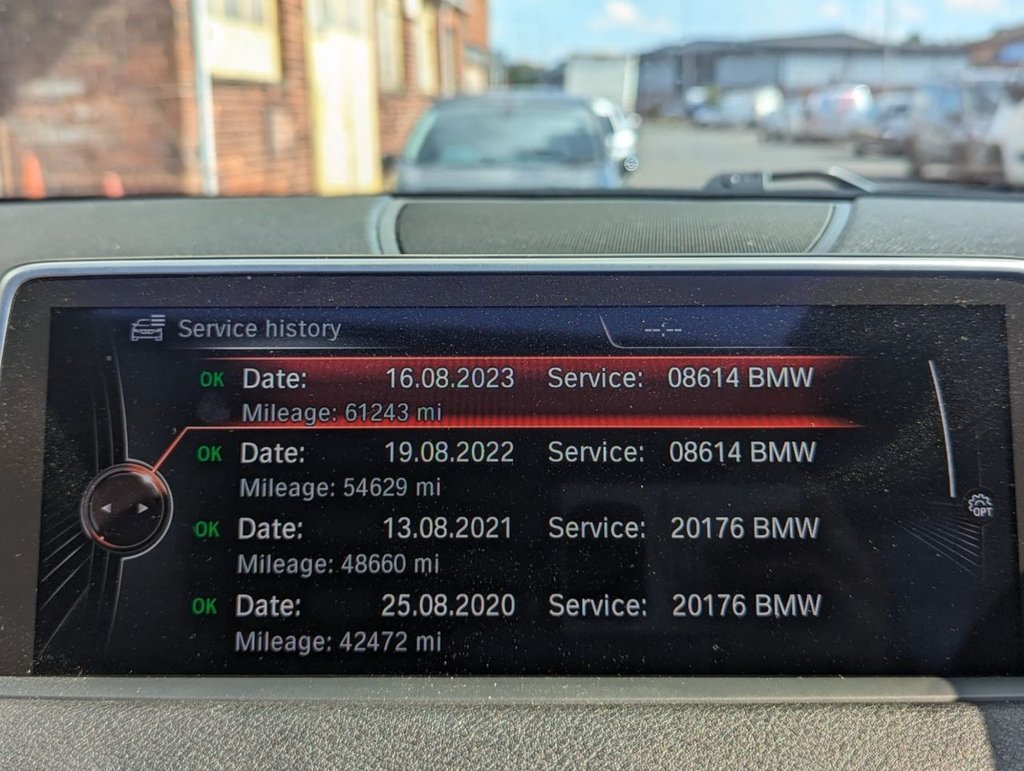 Service history --:--
OK Date: 16.08.2023 Service: 08614 BMW
Mileage: 61243 mi
OK Date: 19.08.2022 Service: 08614 BMW
Mileage: 54629 mi
OK Date: 13.08.2021 Service: 20176 BMW
Mileage: 48660 mi
OK Date: 25.08.2020 Service: 20176 BMW
Mileage: 42472 mi
OPT